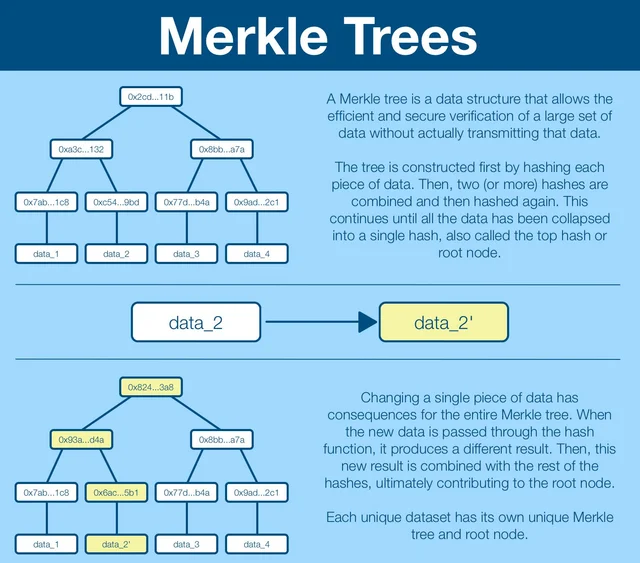 Merkle Trees
0x2cd...11b
0xa3c...132
0x8bb...a7a
0x7ab...1c8
0xc54...9bd
0x77d...b4a
0x9ad...2c1
data_1
data_2
data_3
data_4
A Merkle tree is a data structure that allows the
efficient and secure verification of a large set of
data without actually transmitting that data.
The tree is constructed first by hashing each
piece of data. Then, two (or more) hashes are
combined and then hashed again. This
continues until all the data has been collapsed
into a single hash, also called the top hash or
root node.
data_2
data_2'
0x824...3a8
0x93a...d4a
0x8bb...a7a
0x7ab...1c8
0x6ac...5b1
0x77d...b4a
0x9ad...2c1
data_1
data_2'
data_3
data_4
Changing a single piece of data has
consequences for the entire Merkle tree. When
the new data is passed through the hash
function, it produces a different result. Then, this
new result is combined with the rest of the
hashes, ultimately contributing to the root node.
Each unique dataset has its own unique Merkle
tree and root node.